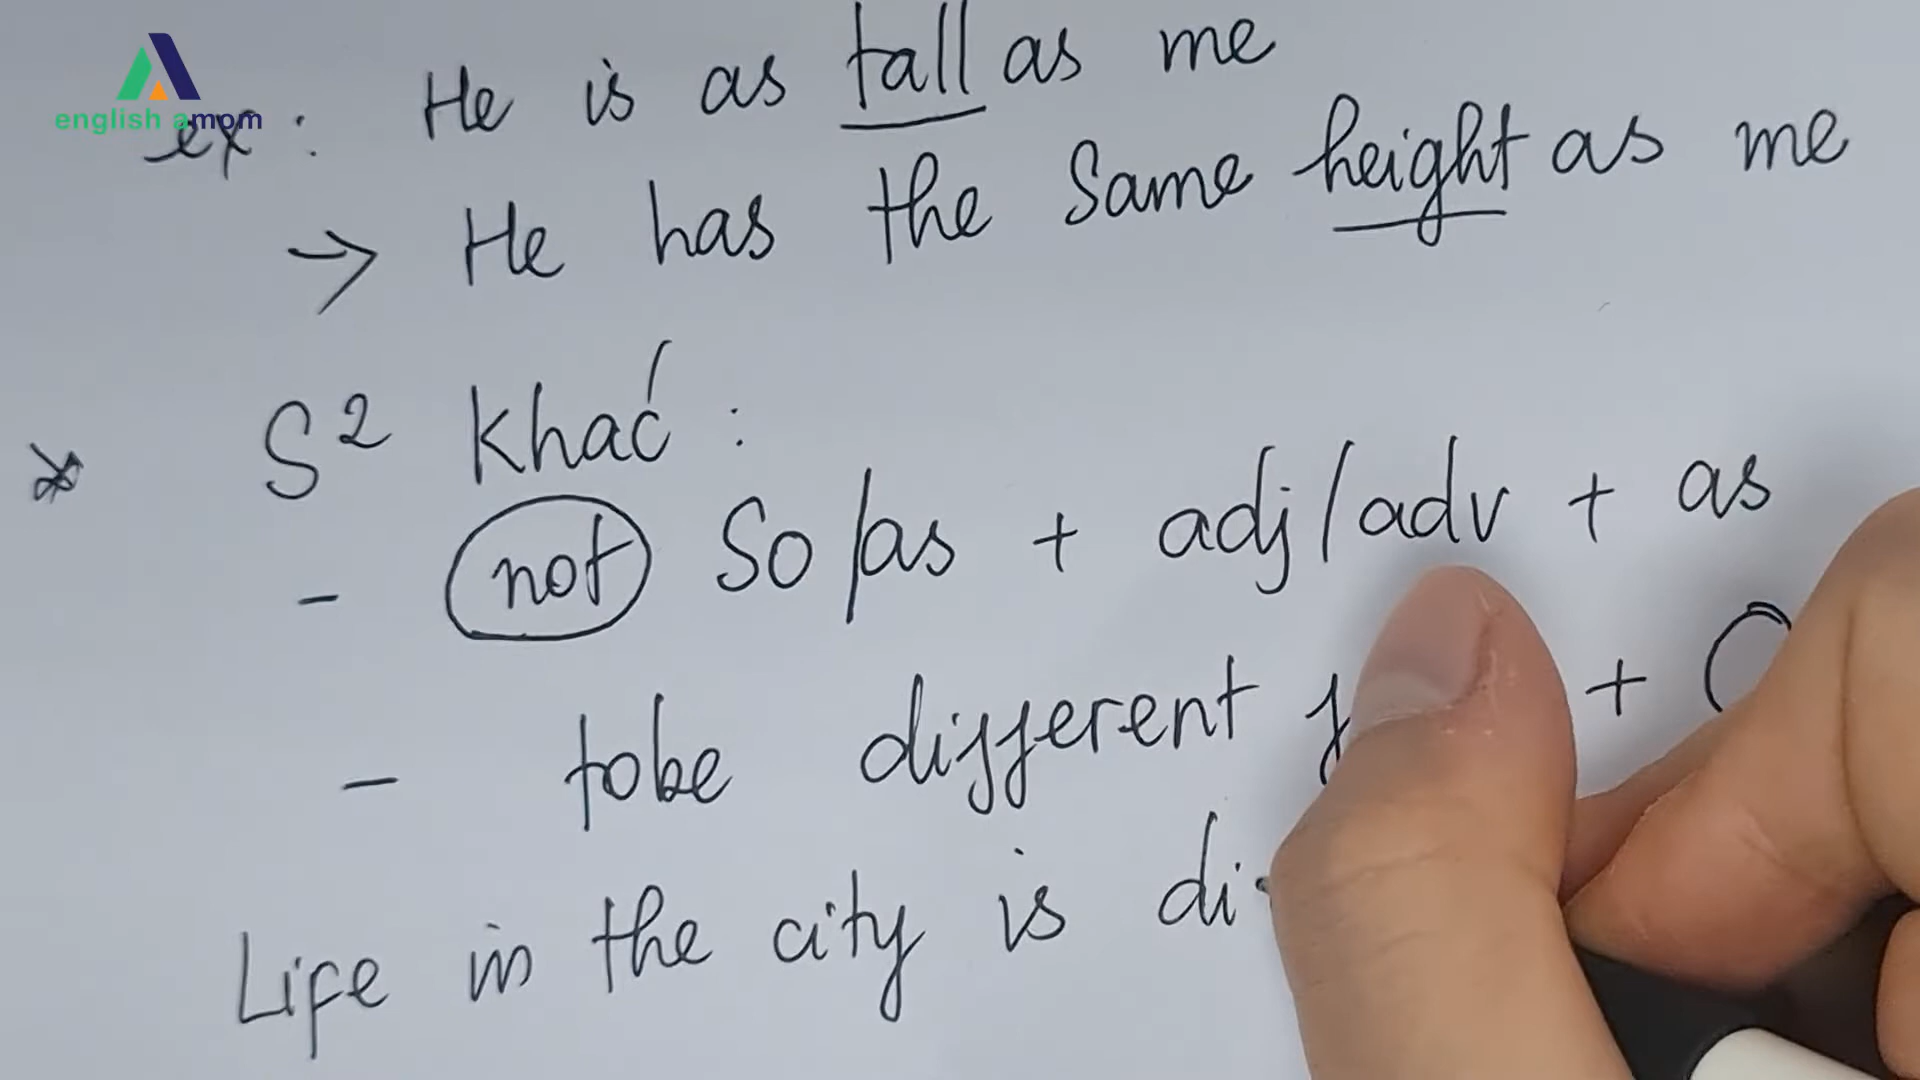 english amom
ex : He is as tall as me
→ He has the same height as me
* S² khác :
- not So/as + adj/adv + as
- tobe different + 
Life in the city is di